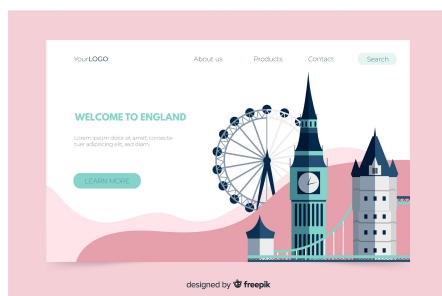 YourLOGO
About us
Products
Contact
Search
WELCOME TO ENGLAND
Lorem ipsum dolor sit amet, consecte-
tuer adipiscing elit, sed diam.
LEARN MORE
designed by freepik